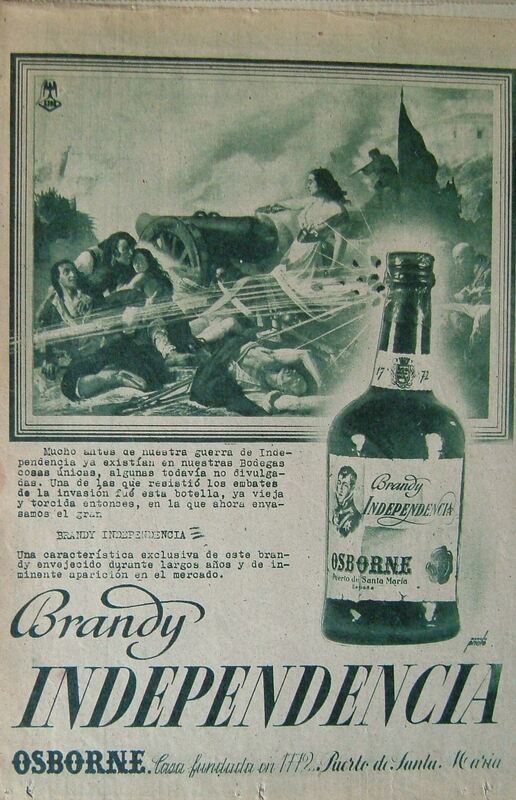 17 72
Brandy
INDEPENDENCIA
OSBORNE
Puerto de Santa María
España
Mucho antes de nuestra guerra de Inde-
pendencia ya existían en nuestras Bodegas
cosas únicas, algunas todavía no divulga-
das. Una de las que resistió los embates
de la invasión fué esta botella, ya vieja
y torcida entonces, en la que ahora enva-
samos el gran
BRANDY INDEPENDENCIA
Una característica exclusiva de este bran-
dy envejecido durante largos años y de in-
minente aparición en el mercado.
Brandy
INDEPENDENCIA
OSBORNE. Casa fundada en 1772. Puerto de Santa María